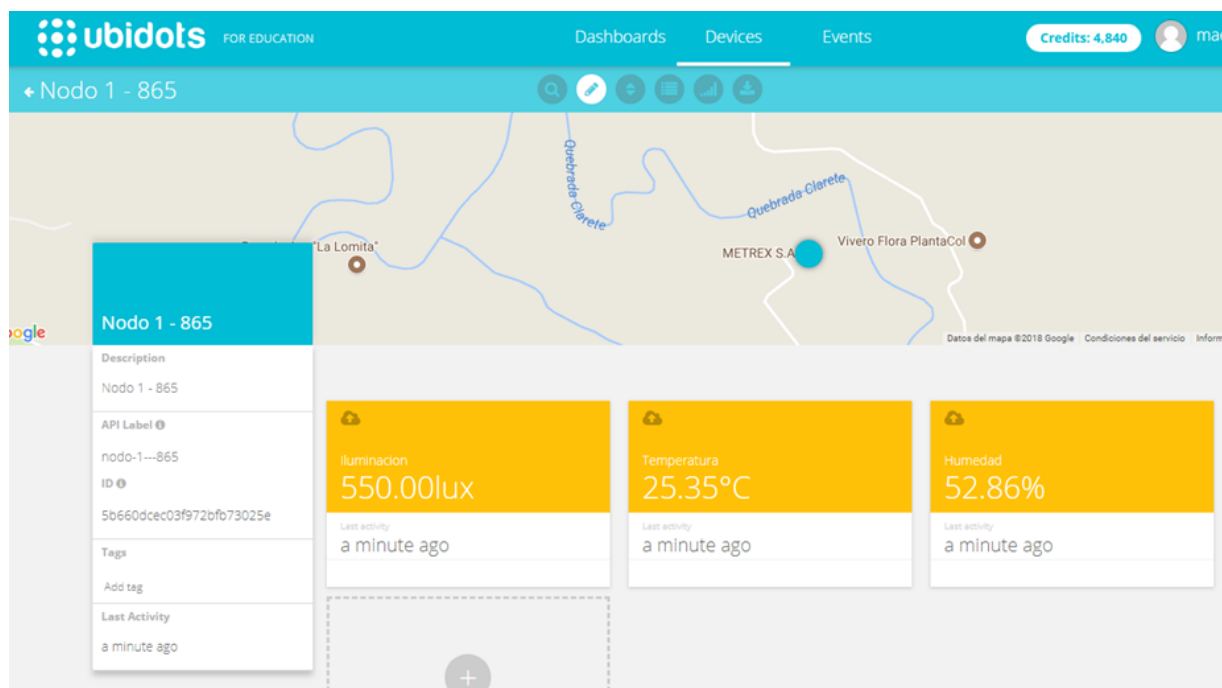 ubidots FOR EDUCATION
Dashboards Devices Events
Credits: 4,840
Nodo 1 - 865
Quebrada Clarete
Quebrada Clarete
"La Lomita"
METREX S.A
Vivero Flora PlantaCol
Datos del mapa ©2018 Google Condiciones del servicio
Nodo 1 - 865
Description
Nodo 1 - 865
API Label
nodo-1---865
ID
5b660dcec03f972bfb73025e
Tags
Add tag
Last Activity
a minute ago
Iluminacion
550.00lux
Last activity
a minute ago
Temperatura
25.35°C
Last activity
a minute ago
Humedad
52.86%
Last activity
a minute ago